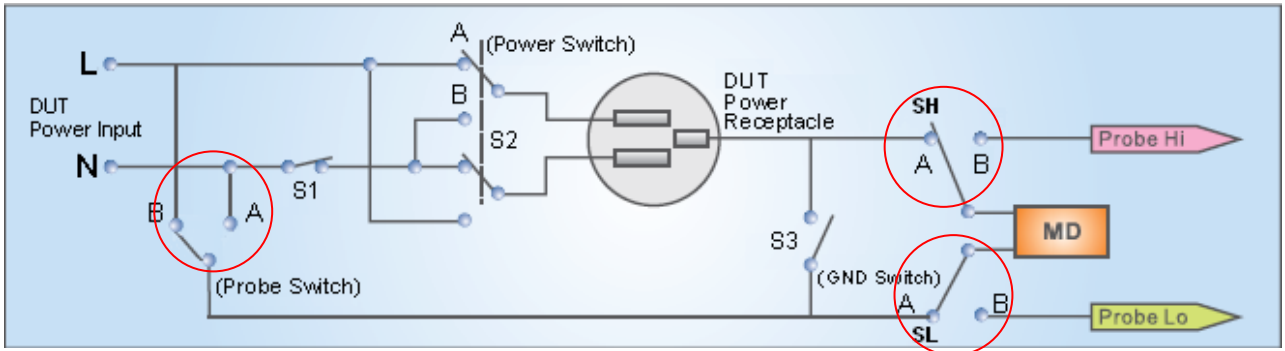 A
(Power Switch)
L
DUT
Power Input
N
B
S2
S1
B
A
(Probe Switch)
DUT
Power
Receptacle
SH
A
B
Probe Hi
MD
S3
(GND Switch)
A
B
SL
Probe Lo